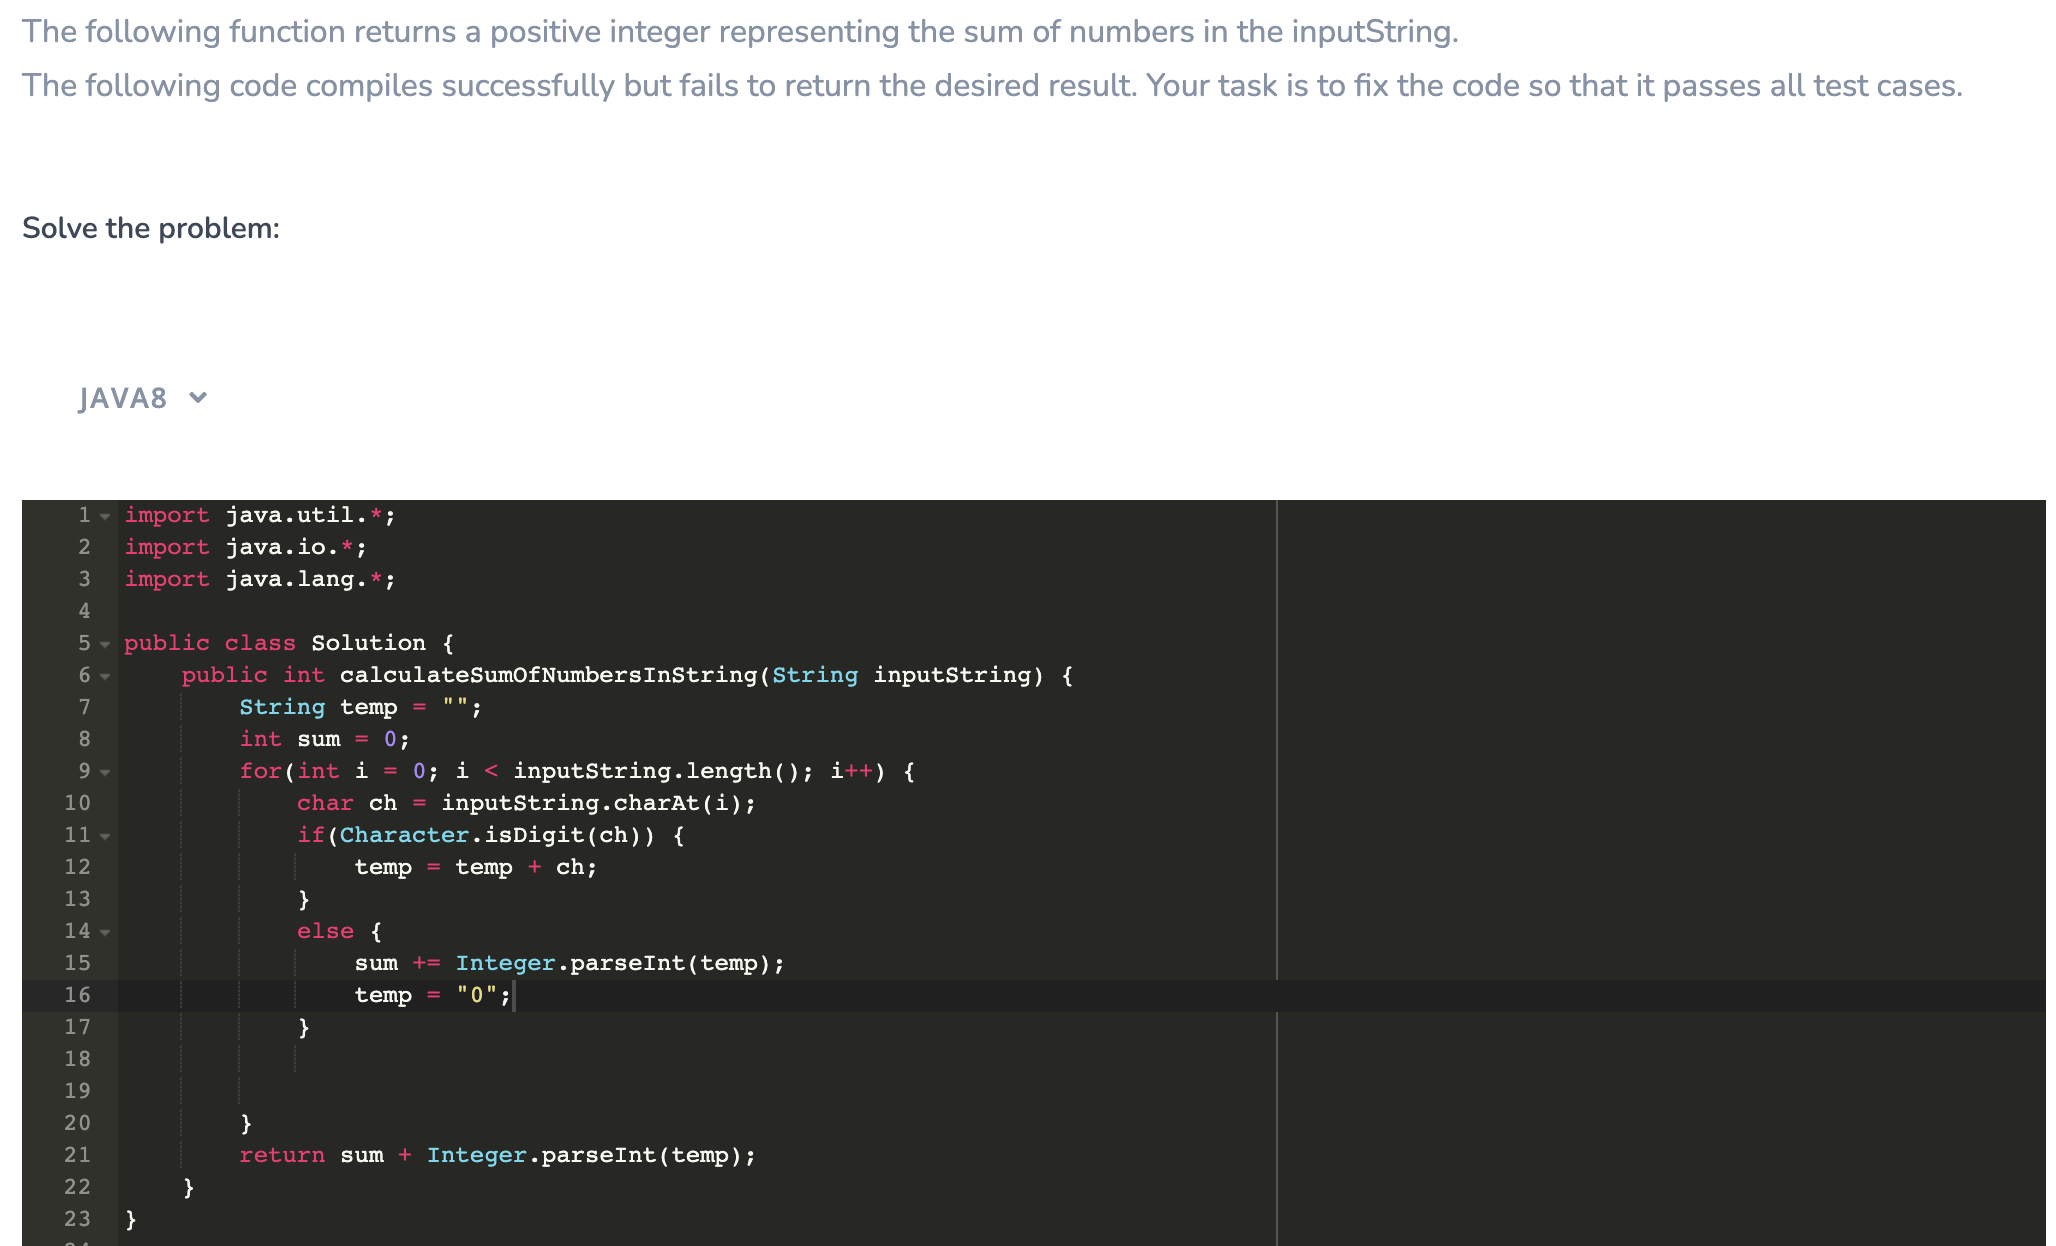 The following function returns a positive integer representing the sum of numbers in the inputString.
The following code compiles successfully but fails to return the desired result. Your task is to fix the code so that it passes all test cases.
Solve the problem:
JAVA8
1 import java.util.*;
2 import java.io.*;
3 import java.lang.*;
4
5 public class Solution {
6     public int calculateSumOfNumbersInString(String inputString) {
7         String temp = "";
8         int sum = 0;
9         for(int i = 0; i < inputString.length(); i++) {
10             char ch = inputString.charAt(i);
11             if(Character.isDigit(ch)) {
12                 temp = temp + ch;
13             }
14             else {
15                 sum += Integer.parseInt(temp);
16                 temp = "0";
17             }
18
19
20         }
21         return sum + Integer.parseInt(temp);
22     }
23 }